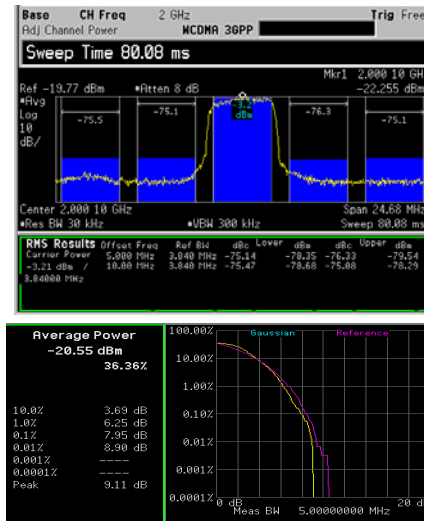 Base CH Freq 2 GHz Trig Free
Adj Channel Power WCDMA 3GPP
Sweep Time 80.08 ms
Mkr1 2.000 10 GH
Ref -19.77 dBm •Atten 8 dB -22.255 dBm
•Avg
Log
10
dB/
-75.5 -75.1 -3.2 dBm -76.3 -75.1
Center 2.000 10 GHz Span 24.68 MHz
•Res BW 30 kHz •VBW 300 kHz Sweep 80.08 ms
RMS Results Offset Freq Ref BW dBc Lower dBm dBc Upper dBm
Carrier Power 5.000 MHz 3.840 MHz -75.14 -78.35 -76.33 -79.54
-3.21 dBm / 10.00 MHz 3.840 MHz -75.47 -78.68 -75.08 -78.29
3.84000 MHz
Average Power
-20.55 dBm
36.36%
10.0% 3.69 dB
1.0% 6.25 dB
0.1% 7.95 dB
0.01% 8.90 dB
0.001% ----
0.0001% ----
Peak 9.11 dB
Gaussian Reference
100.00%
10.00%
1.00%
0.10%
0.01%
0.001%
0.0001%
0 dB 20 d
Meas BW 5.00000000 MHz